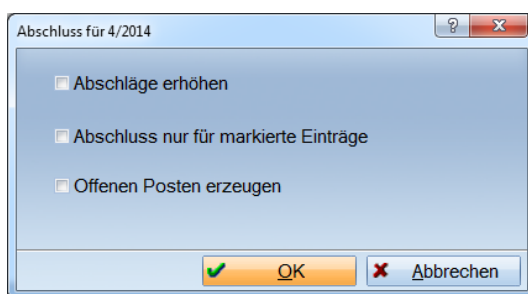 Abschluss für 4/2014
?
Abschläge erhöhen
Abschluss nur für markierte Einträge
Offenen Posten erzeugen
OK
Abbrechen